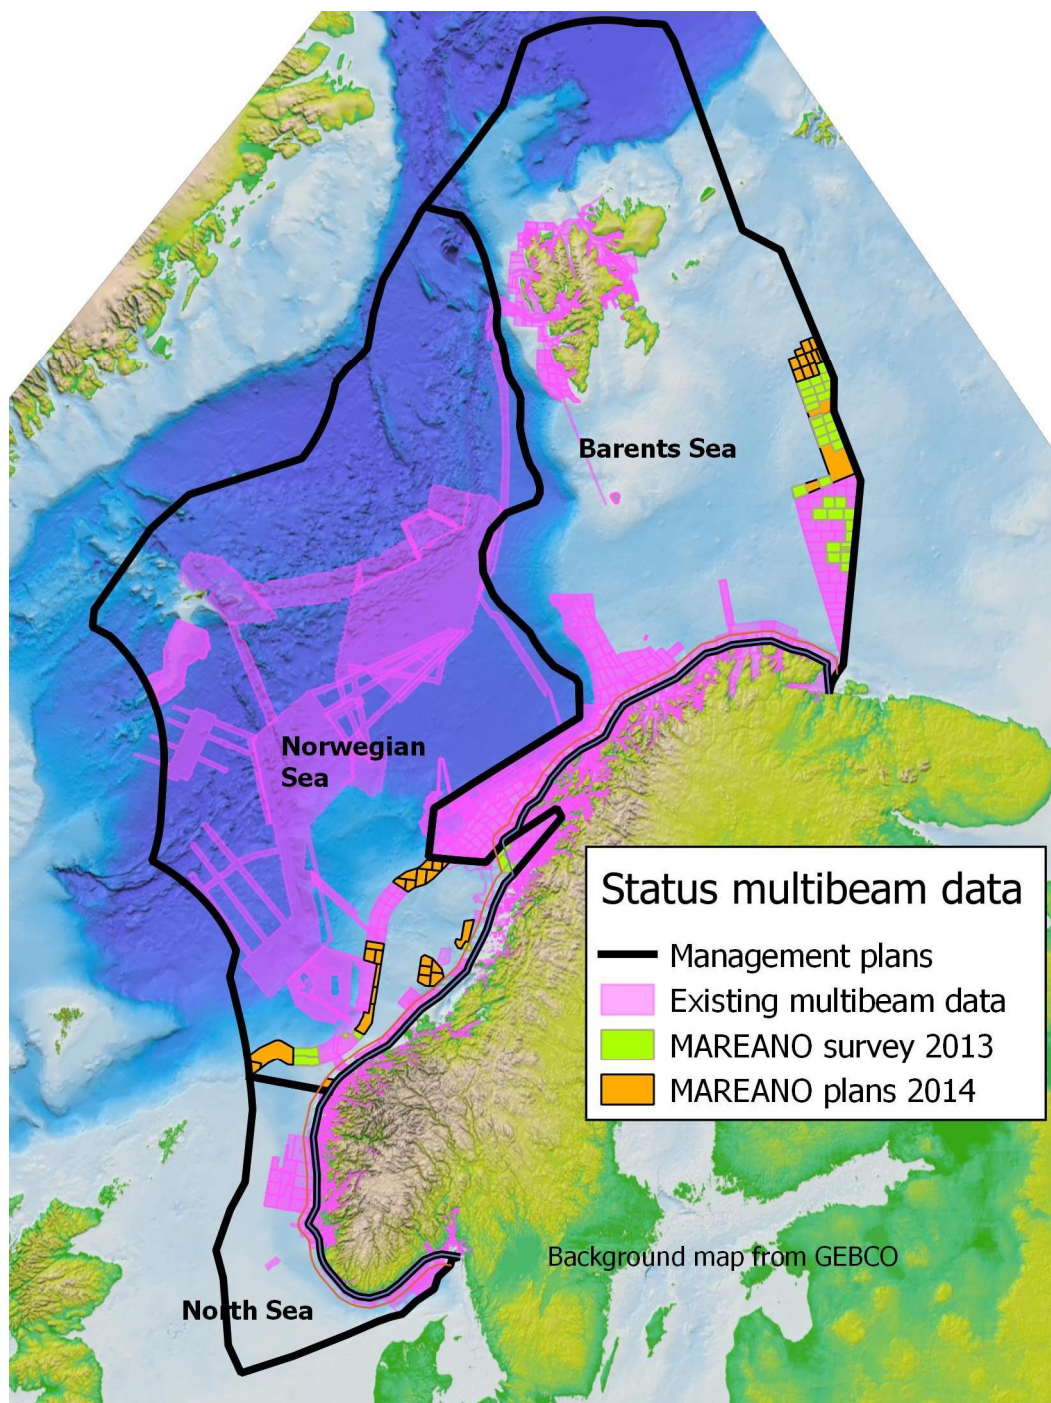 Barents Sea
Norwegian
Sea
Status multibeam data
Management plans
Existing multibeam data
MAREANO survey 2013
MAREANO plans 2014
Background map from GEBCO
North Sea